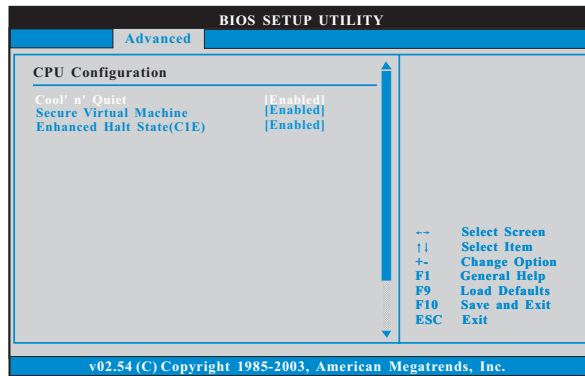 BIOS SETUP UTILITY
Advanced
CPU Configuration
Cool' n' Quiet [Enabled]
Secure Virtual Machine [Enabled]
Enhanced Halt State(C1E) [Enabled]
←→ Select Screen
↑↓ Select Item
+- Change Option
F1 General Help
F9 Load Defaults
F10 Save and Exit
ESC Exit
v02.54 (C) Copyright 1985-2003, American Megatrends, Inc.